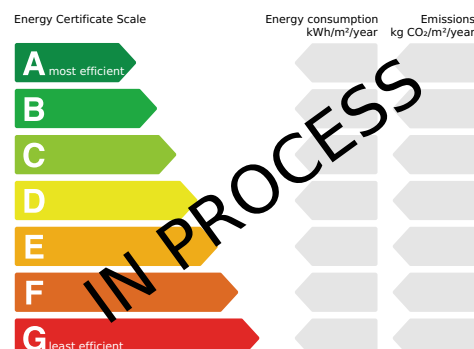 Energy Certificate Scale
Energy consumption
kWh/m²/year
Emissions
kg CO₂/m²/year
A most efficient
B
C
D
E
F
G least efficient
IN PROCESS